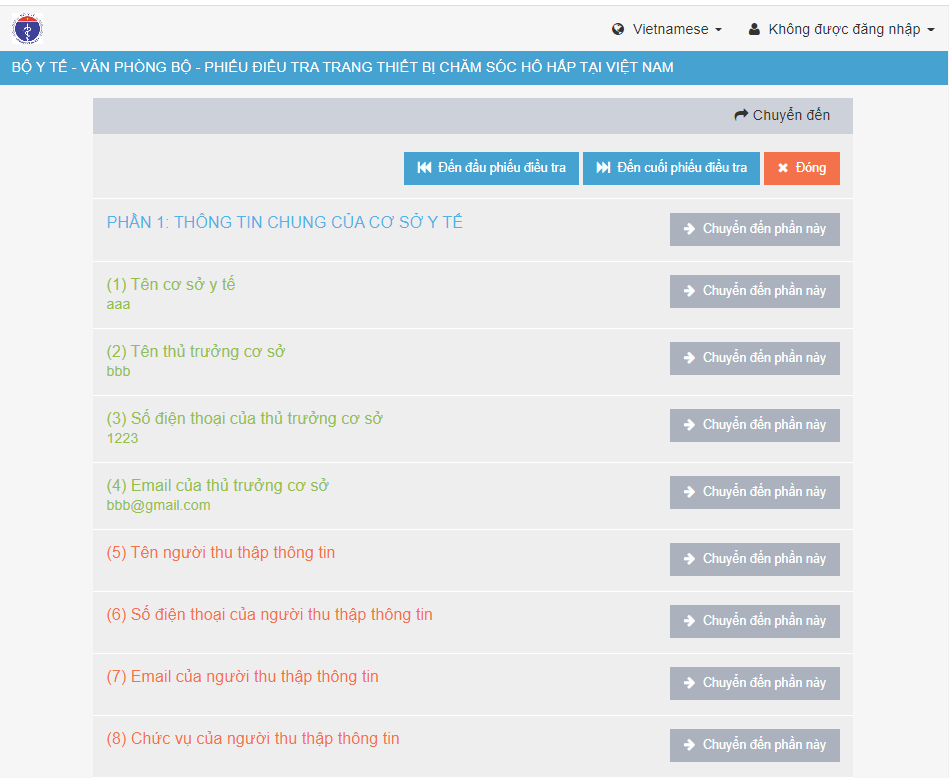 Vietnamese
Không được đăng nhập
BỘ Y TẾ - VĂN PHÒNG BỘ - PHIẾU ĐIỀU TRA TRANG THIẾT BỊ CHĂM SÓC HÔ HẤP TẠI VIỆT NAM
Chuyển đến
Đến đầu phiếu điều tra
Đến cuối phiếu điều tra
Đóng
PHẦN 1: THÔNG TIN CHUNG CỦA CƠ SỞ Y TẾ
Chuyển đến phần này
(1) Tên cơ sở y tế
aaa
Chuyển đến phần này
(2) Tên thủ trưởng cơ sở
bbb
Chuyển đến phần này
(3) Số điện thoại của thủ trưởng cơ sở
1223
Chuyển đến phần này
(4) Email của thủ trưởng cơ sở
bbb@gmail.com
Chuyển đến phần này
(5) Tên người thu thập thông tin
Chuyển đến phần này
(6) Số điện thoại của người thu thập thông tin
Chuyển đến phần này
(7) Email của người thu thập thông tin
Chuyển đến phần này
(8) Chức vụ của người thu thập thông tin
Chuyển đến phần này